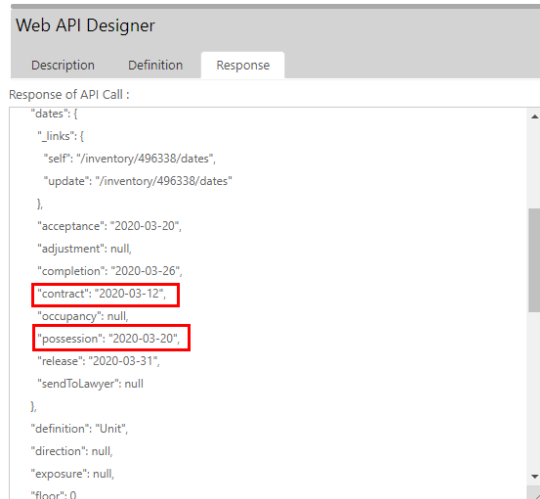 Web API Designer
Description Definition Response
Response of API Call :
"dates": {
"_links": {
"self": "/inventory/496338/dates",
"update": "/inventory/496338/dates"
},
"acceptance": "2020-03-20",
"adjustment": null,
"completion": "2020-03-26",
"contract": "2020-03-12",
"occupancy": null,
"possession": "2020-03-20",
"release": "2020-03-31",
"sendToLawyer": null
},
"definition": "Unit",
"direction": null,
"exposure": null,
"floor": 0,